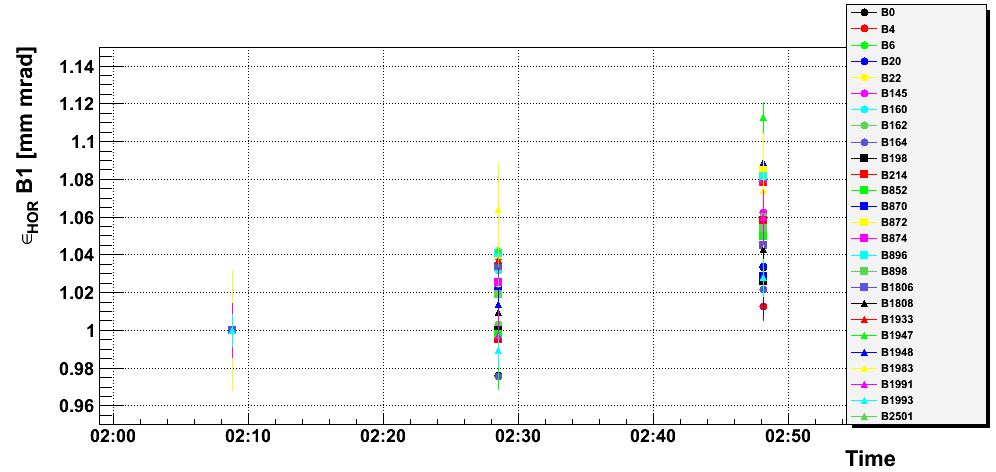 ϵHOR B1 [mm mrad]
1.14
1.12
1.1
1.08
1.06
1.04
1.02
1
0.98
0.96
02:00 02:10 02:20 02:30 02:40 02:50
Time
B0
B4
B6
B20
B22
B145
B160
B162
B164
B198
B214
B852
B870
B872
B874
B896
B898
B1806
B1808
B1933
B1947
B1948
B1983
B1991
B1993
B2501